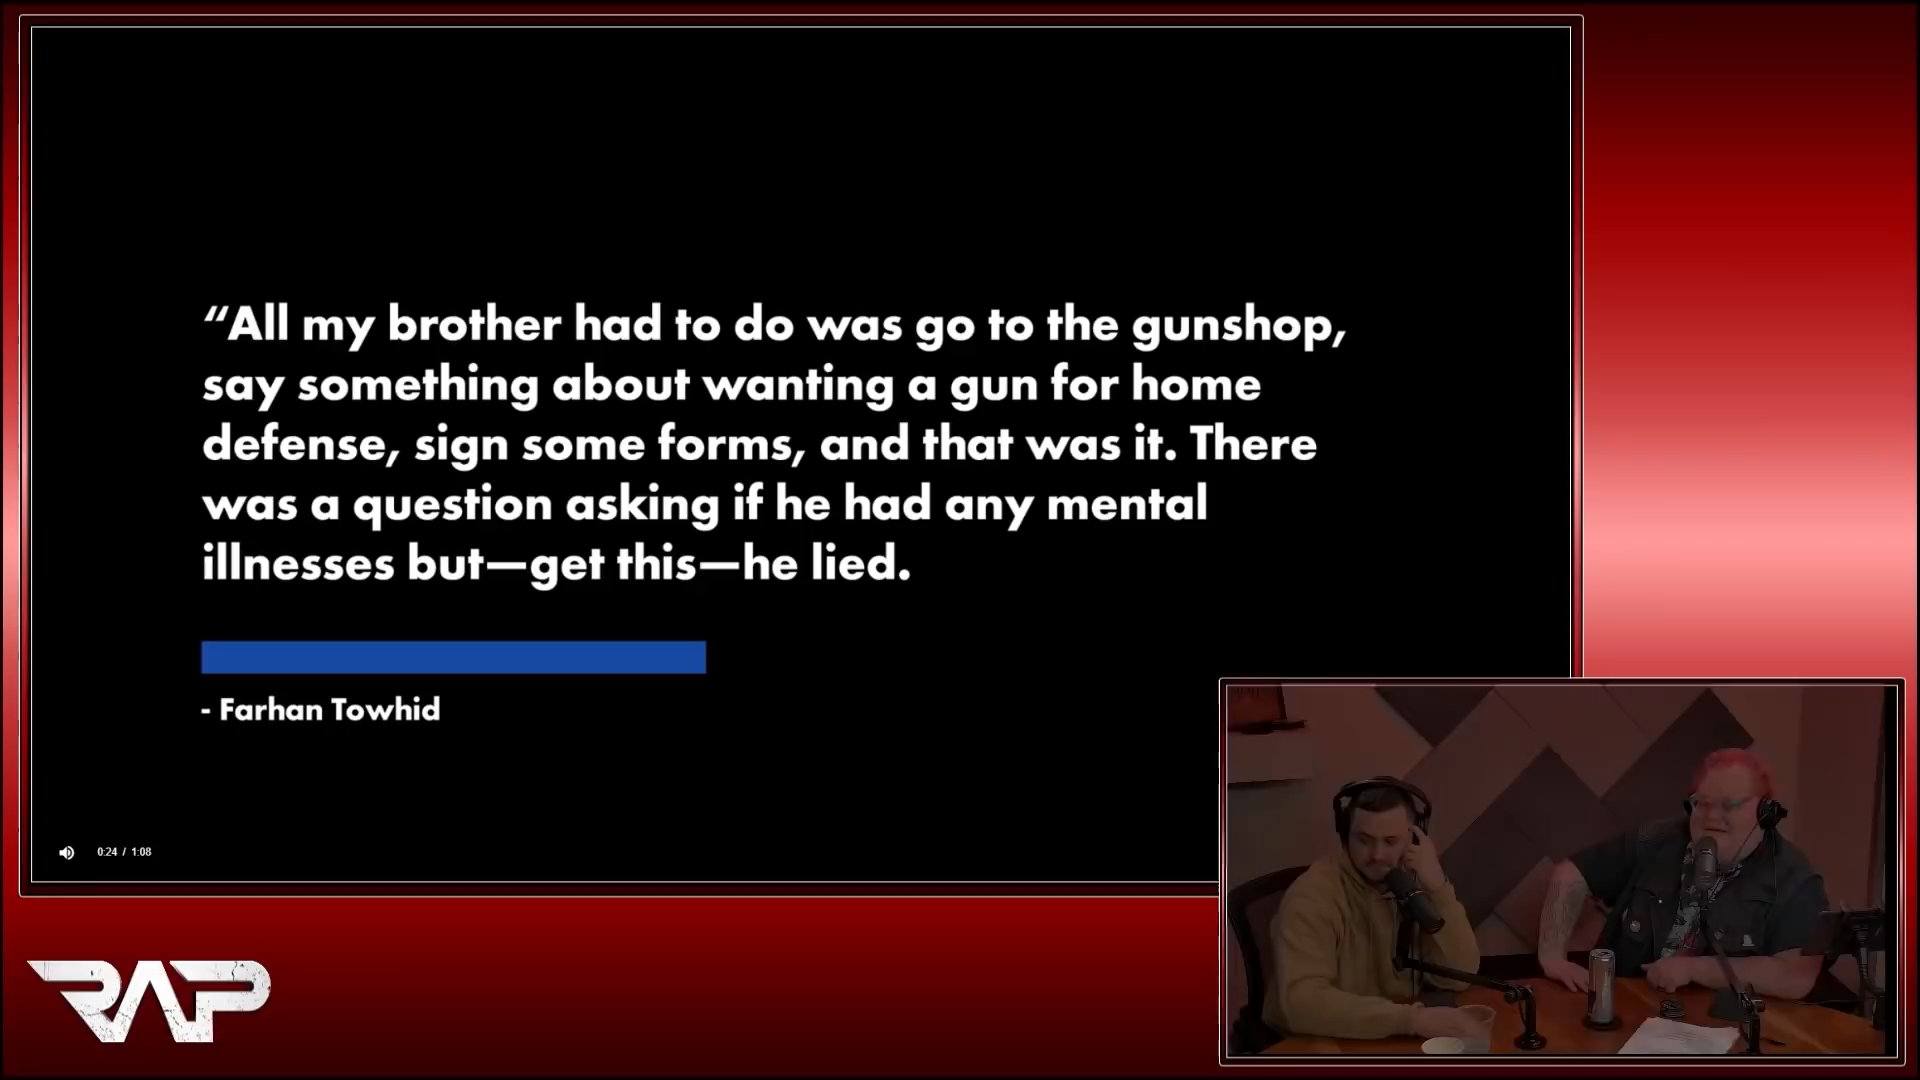 “All my brother had to do was go to the gunshop,
say something about wanting a gun for home
defense, sign some forms, and that was it. There
was a question asking if he had any mental
illnesses but—get this—he lied.
- Farhan Towhid
0:24 / 1:08
RAP